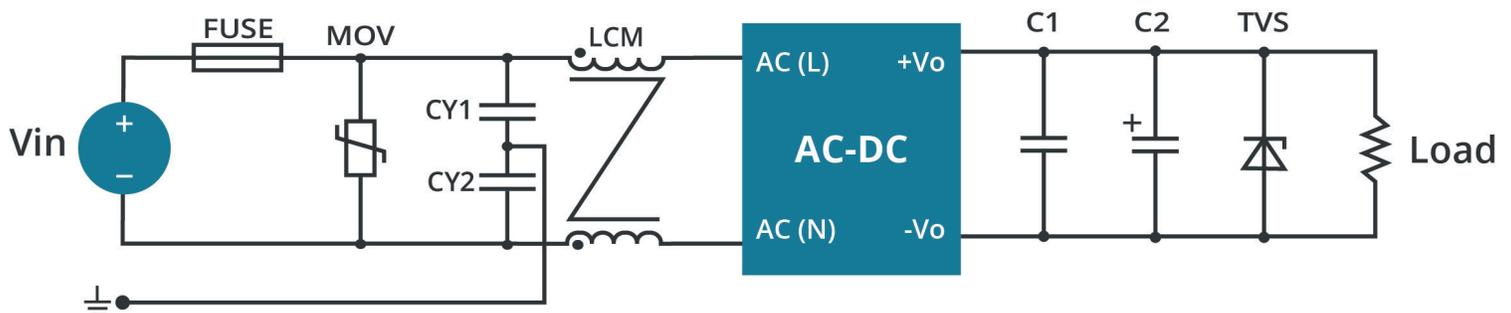 FUSE
MOV
LCM
C1
C2
TVS
AC (L)
+Vo
CY1
+
+
Vin
AC-DC
Load
−
CY2
AC (N)
-Vo